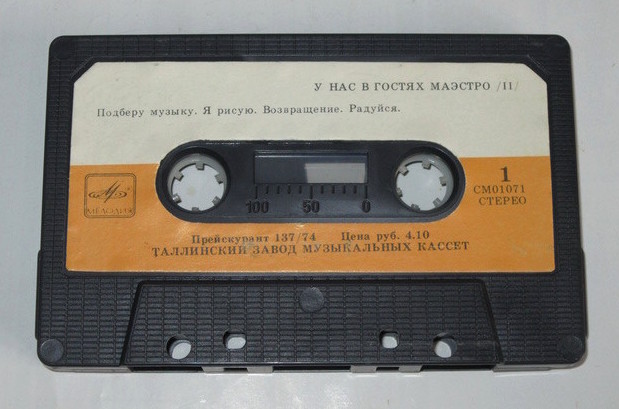 У НАС В ГОСТЯХ МАЭСТРО /II/
Подберу музыку. Я рисую. Возвращение. Радуйся.
1
СМ01071
СТЕРЕО
МЕЛОДИЯ
100 50 0
Прейскурант 137/74 Цена руб. 4.10
ТАЛЛИНСКИЙ ЗАВОД МУЗЫКАЛЬНЫХ КАССЕТ